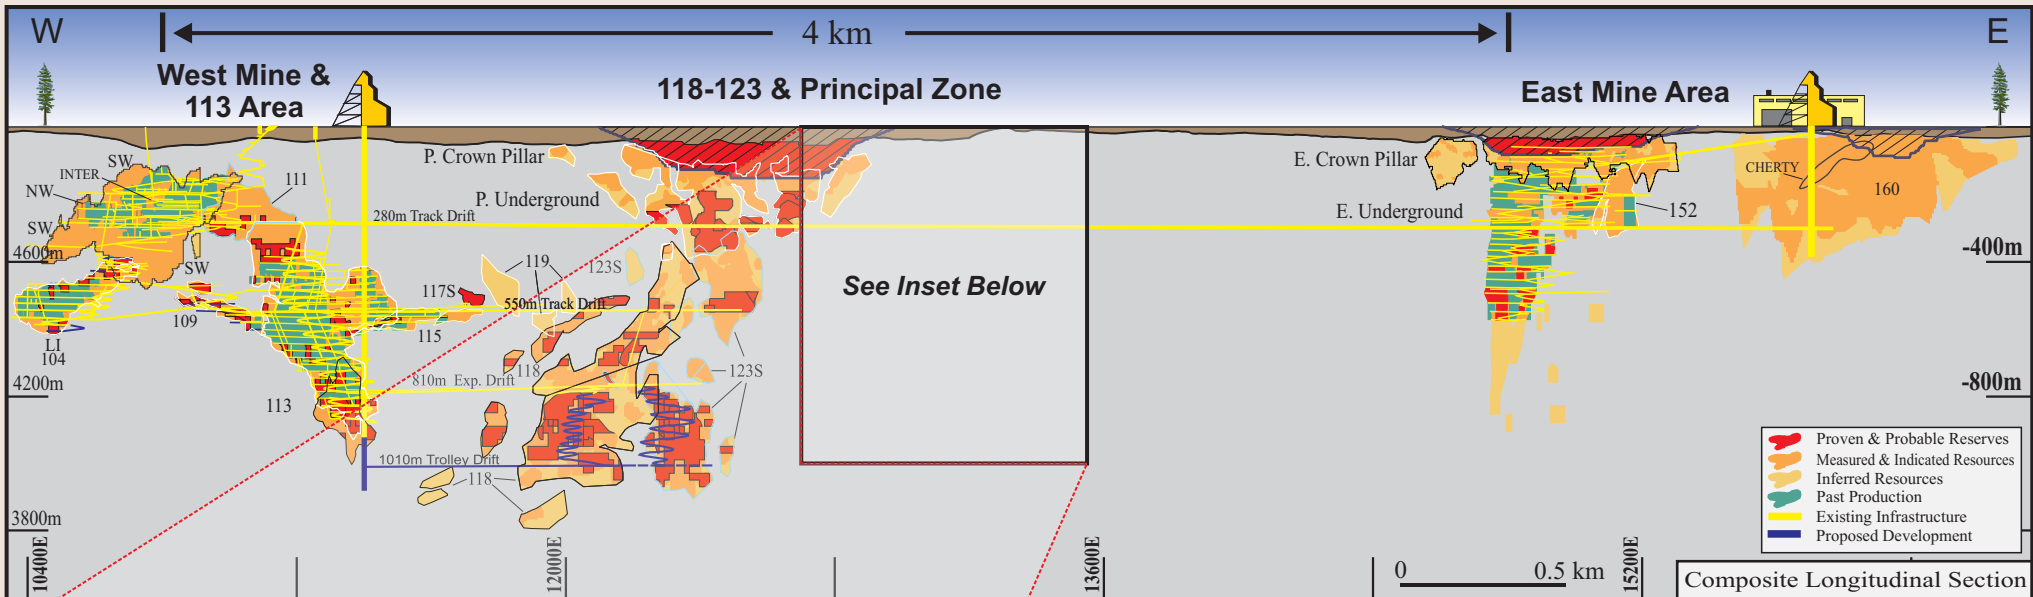 W
4 km
E
West Mine &
113 Area
118-123 & Principal Zone
East Mine Area
P. Crown Pillar
P. Underground
E. Crown Pillar
E. Underground
CHERTY
160
152
SW
INTER
NW
SW
SW
111
280m Track Drift
4600m
-400m
119
123S
117S
550m Track Drift
109
115
LI
104
118
810m Exp. Drift
123S
4200m
-800m
113
1010m Trolley Drift
118
3800m
See Inset Below
Proven & Probable Reserves
Measured & Indicated Resources
Inferred Resources
Past Production
Existing Infrastructure
Proposed Development
10400E
12000E
13600E
15200E
0
0.5 km
Composite Longitudinal Section